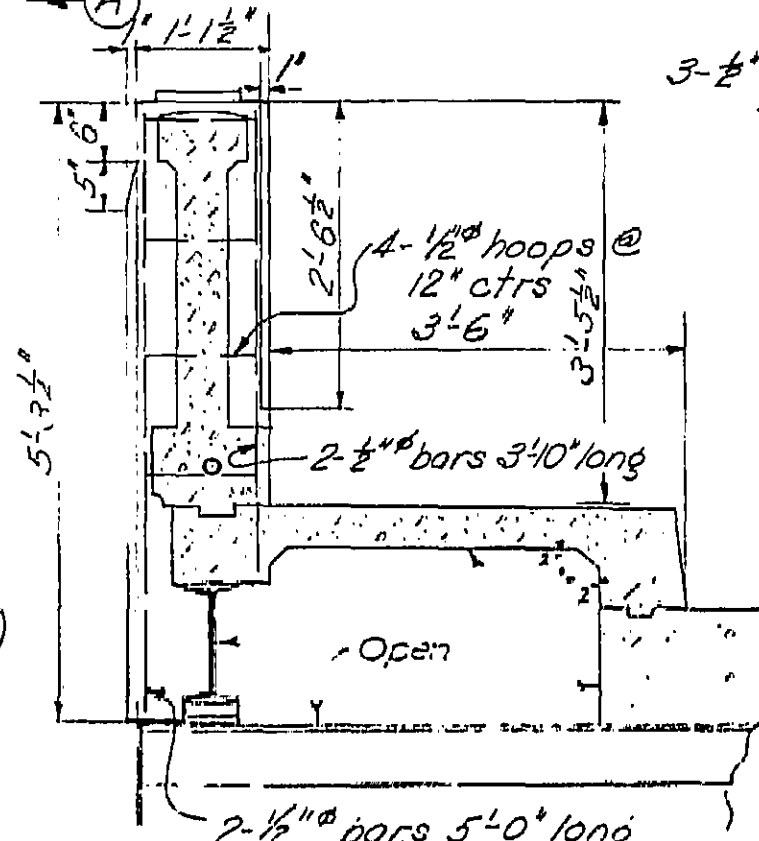 A
1" 1'-1½"
1"
3-½"
6"
5"
2'-6½"
4-½"ø hoops @
12" ctrs
3'-6"
3'-5½"
5'-3½"
2-½"ø bars 3'-10" long
2"
2"
Open
2-½"ø bars 5'-0" long